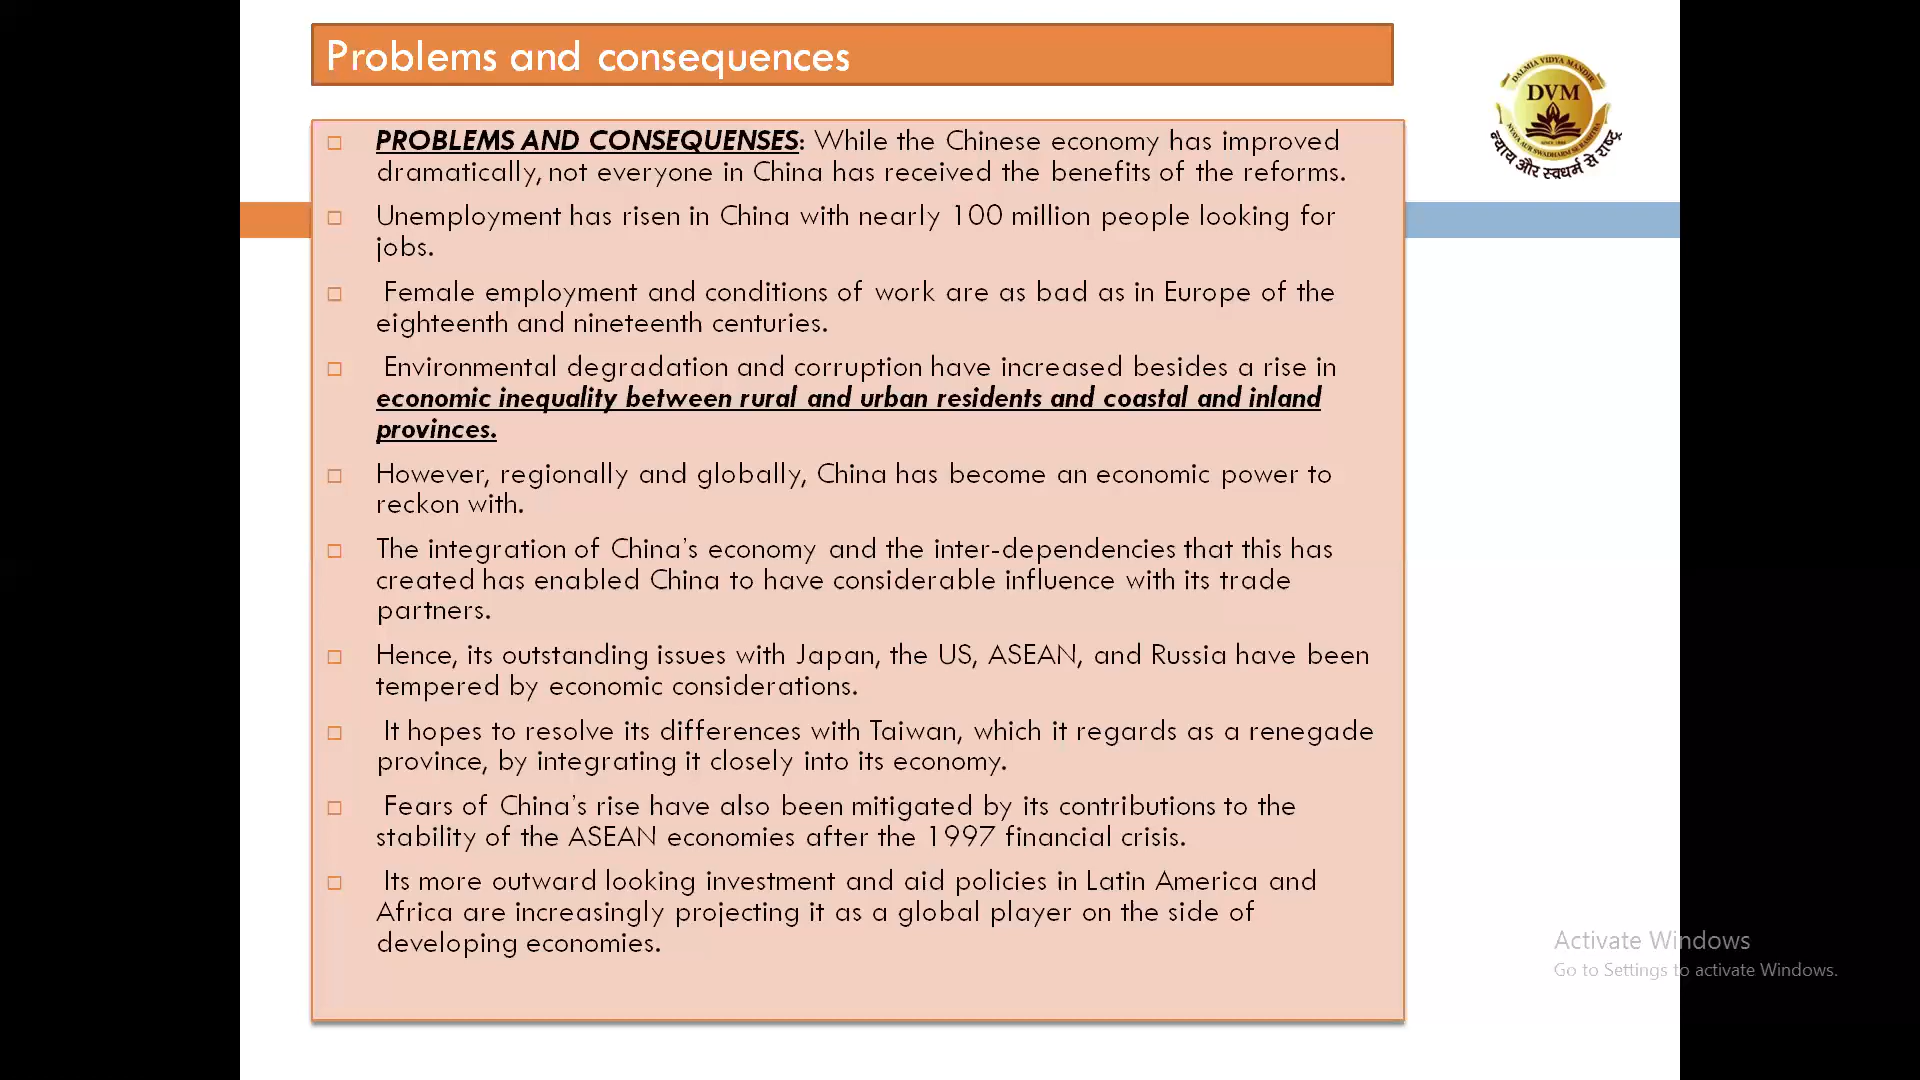 Problems and consequences
DALMIA VIDYA MANDIR
DVM
NYAYA AUR SWADHARM SE RASHTRA
न्याय और स्वधर्म से राष्ट्र
PROBLEMS AND CONSEQUENSES: While the Chinese economy has improved
dramatically, not everyone in China has received the benefits of the reforms.
Unemployment has risen in China with nearly 100 million people looking for
jobs.
Female employment and conditions of work are as bad as in Europe of the
eighteenth and nineteenth centuries.
Environmental degradation and corruption have increased besides a rise in
economic inequality between rural and urban residents and coastal and inland
provinces.
However, regionally and globally, China has become an economic power to
reckon with.
The integration of China's economy and the inter-dependencies that this has
created has enabled China to have considerable influence with its trade
partners.
Hence, its outstanding issues with Japan, the US, ASEAN, and Russia have been
tempered by economic considerations.
It hopes to resolve its differences with Taiwan, which it regards as a renegade
province, by integrating it closely into its economy.
Fears of China's rise have also been mitigated by its contributions to the
stability of the ASEAN economies after the 1997 financial crisis.
Its more outward looking investment and aid policies in Latin America and
Africa are increasingly projecting it as a global player on the side of
developing economies.
Activate Windows
Go to Settings to activate Windows.